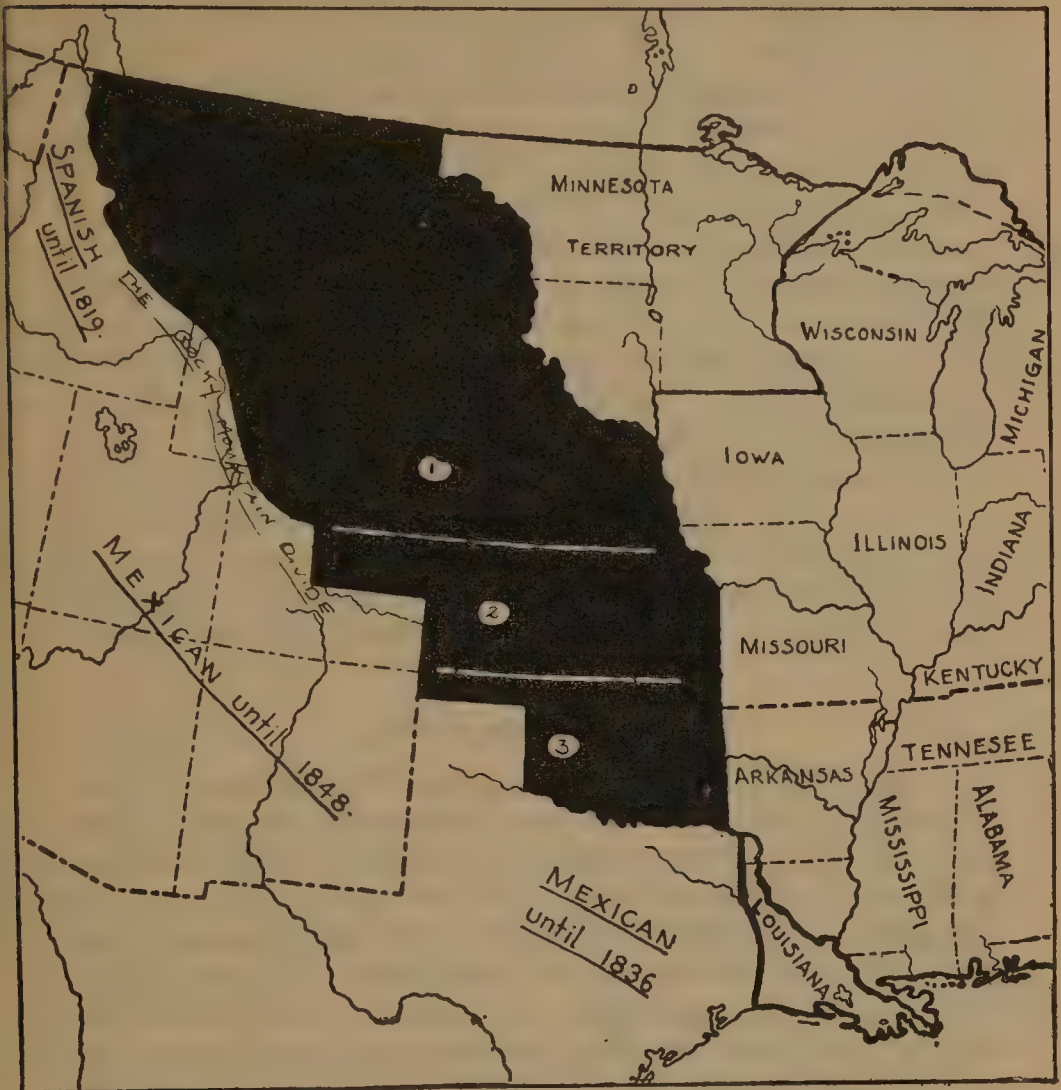 SPANISH
until 1819.
THE ROCKY MOUNTAIN DIVIDE
MINNESOTA
TERRITORY
WISCONSIN
MICHIGAN
IOWA
ILLINOIS
INDIANA
1
2
3
MISSOURI
KENTUCKY
TENNESEE
ARKANSAS
MISSISSIPPI
ALABAMA
LOUISIANA
MEXICAN until 1848.
MEXICAN
until 1836